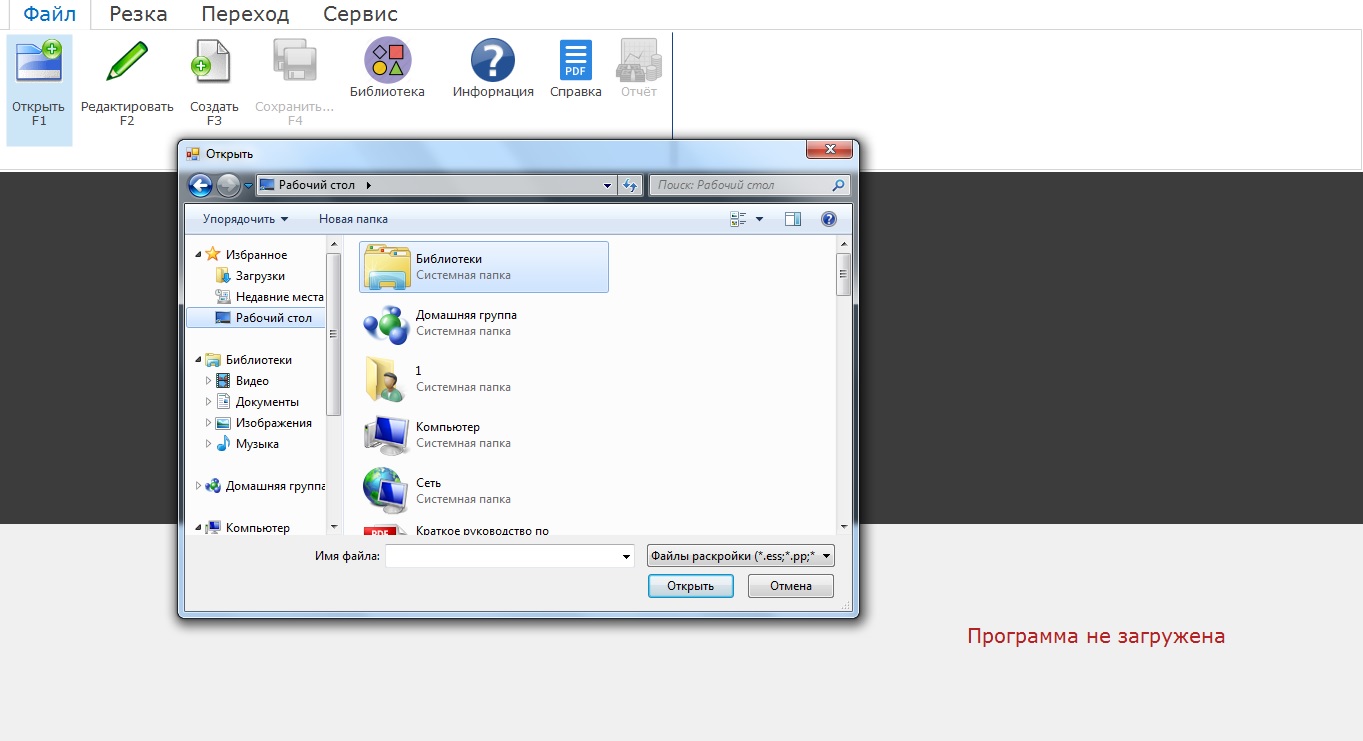 Файл Резка Переход Сервис
Открыть
F1
Редактировать
F2
Создать
F3
Сохранить...
F4
Библиотека
Информация
PDF
Справка
Отчёт
Открыть
Рабочий стол
Поиск: Рабочий стол
Упорядочить
Новая папка
Избранное
Загрузки
Недавние места
Рабочий стол
Библиотеки
Видео
Документы
Изображения
Музыка
Домашняя группа
Компьютер
Библиотеки
Системная папка
Домашняя группа
Системная папка
1
Системная папка
Компьютер
Системная папка
Сеть
Системная папка
PDF
Краткое руководство по
Имя файла:
Файлы раскройки (*.ess;*.pp;*
Открыть
Отмена
Программа не загружена